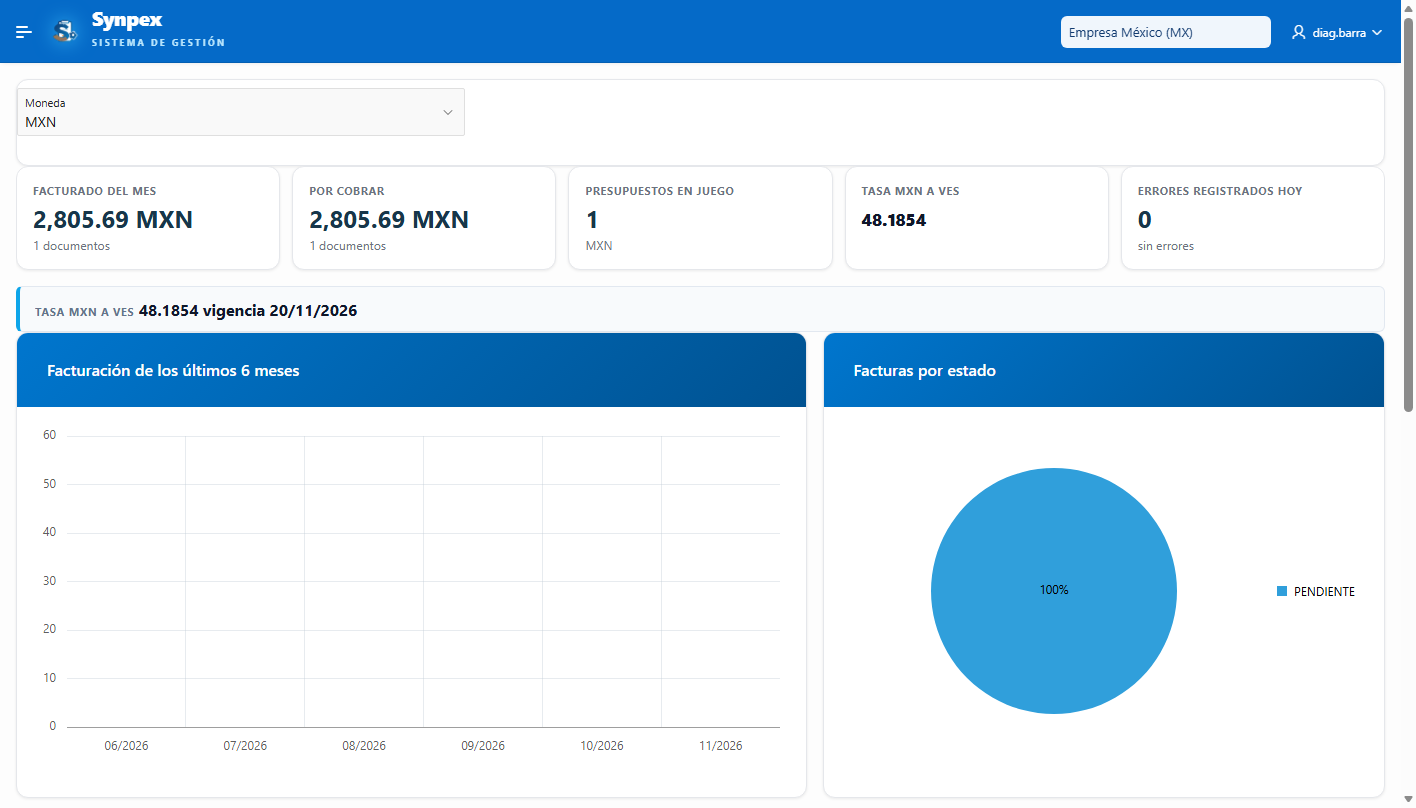 Synpex
SISTEMA DE GESTIÓN
Empresa México (MX)
diag.barra
Moneda
MXN
FACTURADO DEL MES
2,805.69 MXN
1 documentos
POR COBRAR
2,805.69 MXN
1 documentos
PRESUPUESTOS EN JUEGO
1
MXN
TASA MXN A VES
48.1854
ERRORES REGISTRADOS HOY
0
sin errores
TASA MXN A VES 48.1854 vigencia 20/11/2026
Facturación de los últimos 6 meses
60
50
40
30
20
10
0
06/2026 07/2026 08/2026 09/2026 10/2026 11/2026
Facturas por estado
100%
PENDIENTE